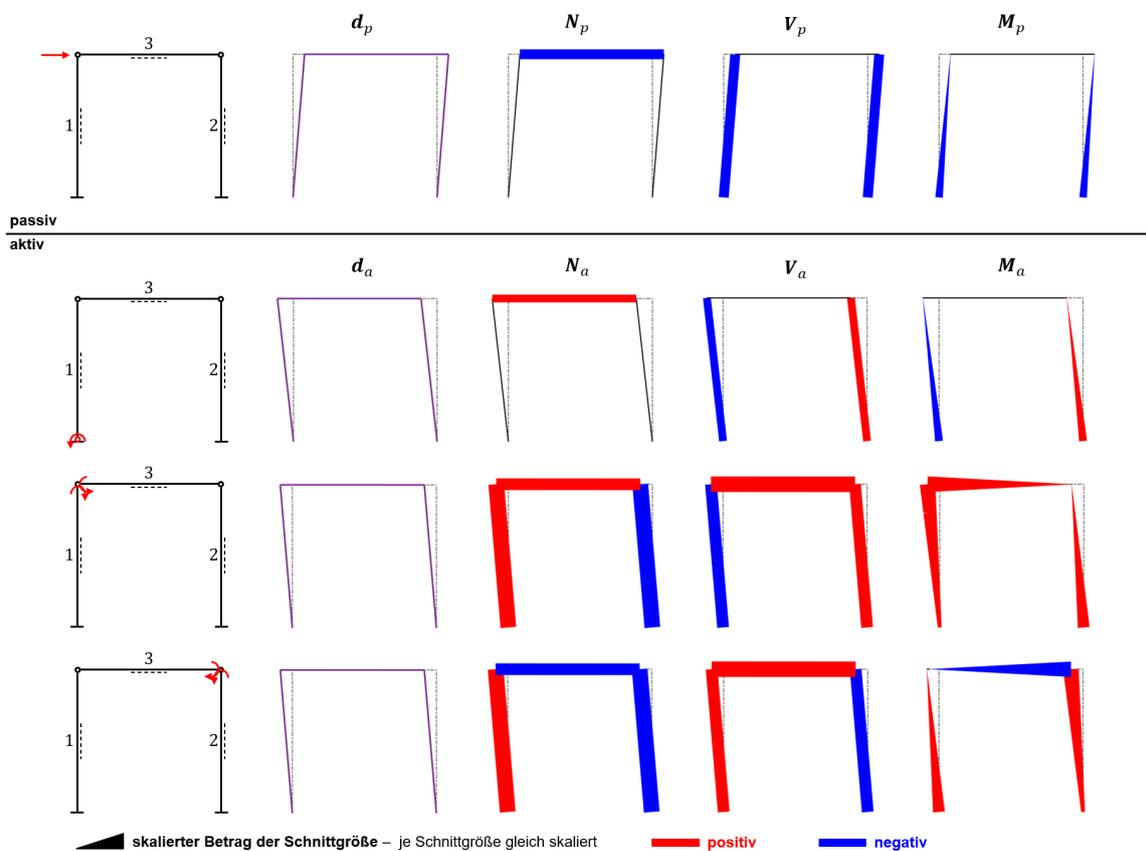 d_p N_p V_p M_p
3
1 2
passiv
aktiv
d_a N_a V_a M_a
3
1 2
3
1 2
3
1 2
skalierter Betrag der Schnittgröße – je Schnittgröße gleich skaliert positiv negativ